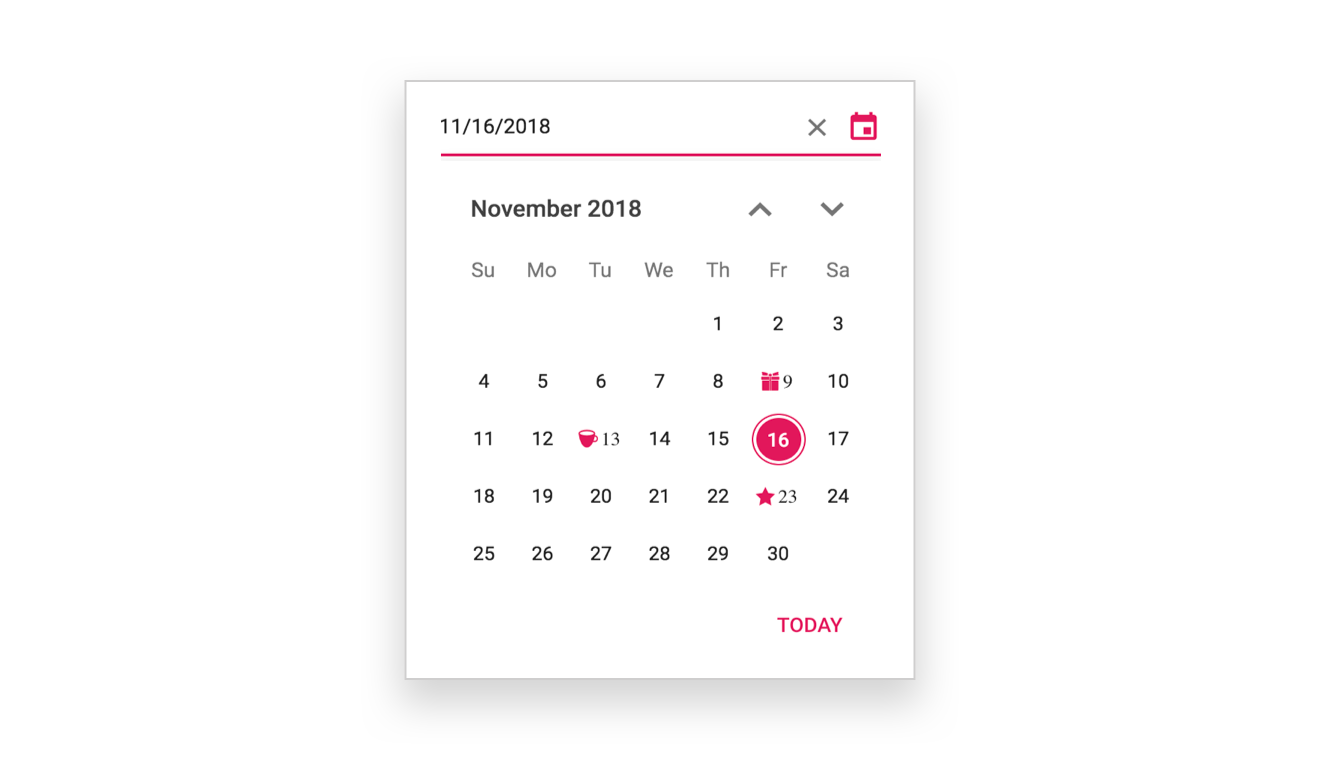 11/16/2018
November 2018
Su Mo Tu We Th Fr Sa
1 2 3
4 5 6 7 8 9 10
11 12 13 14 15 16 17
18 19 20 21 22 23 24
25 26 27 28 29 30
TODAY